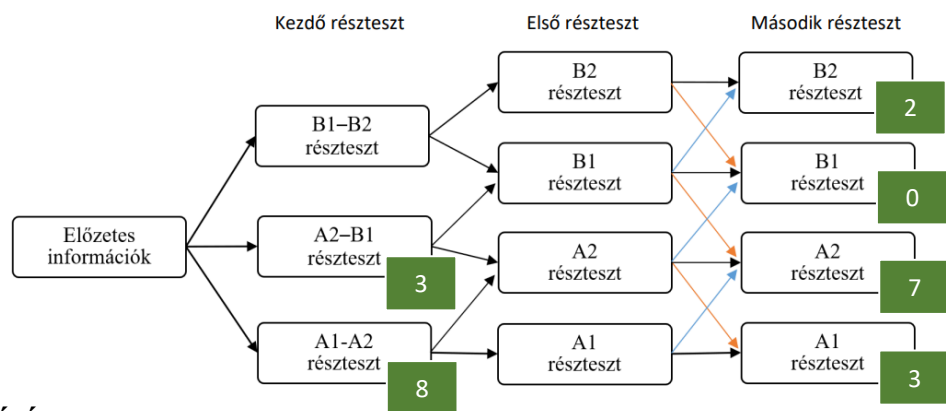 Kezdő részteszt
Első részteszt
Második részteszt
Előzetes
információk
B1–B2
részteszt
A2–B1
részteszt
3
A1-A2
részteszt
8
B2
részteszt
B1
részteszt
A2
részteszt
A1
részteszt
B2
részteszt
2
B1
részteszt
0
A2
részteszt
7
A1
részteszt
3